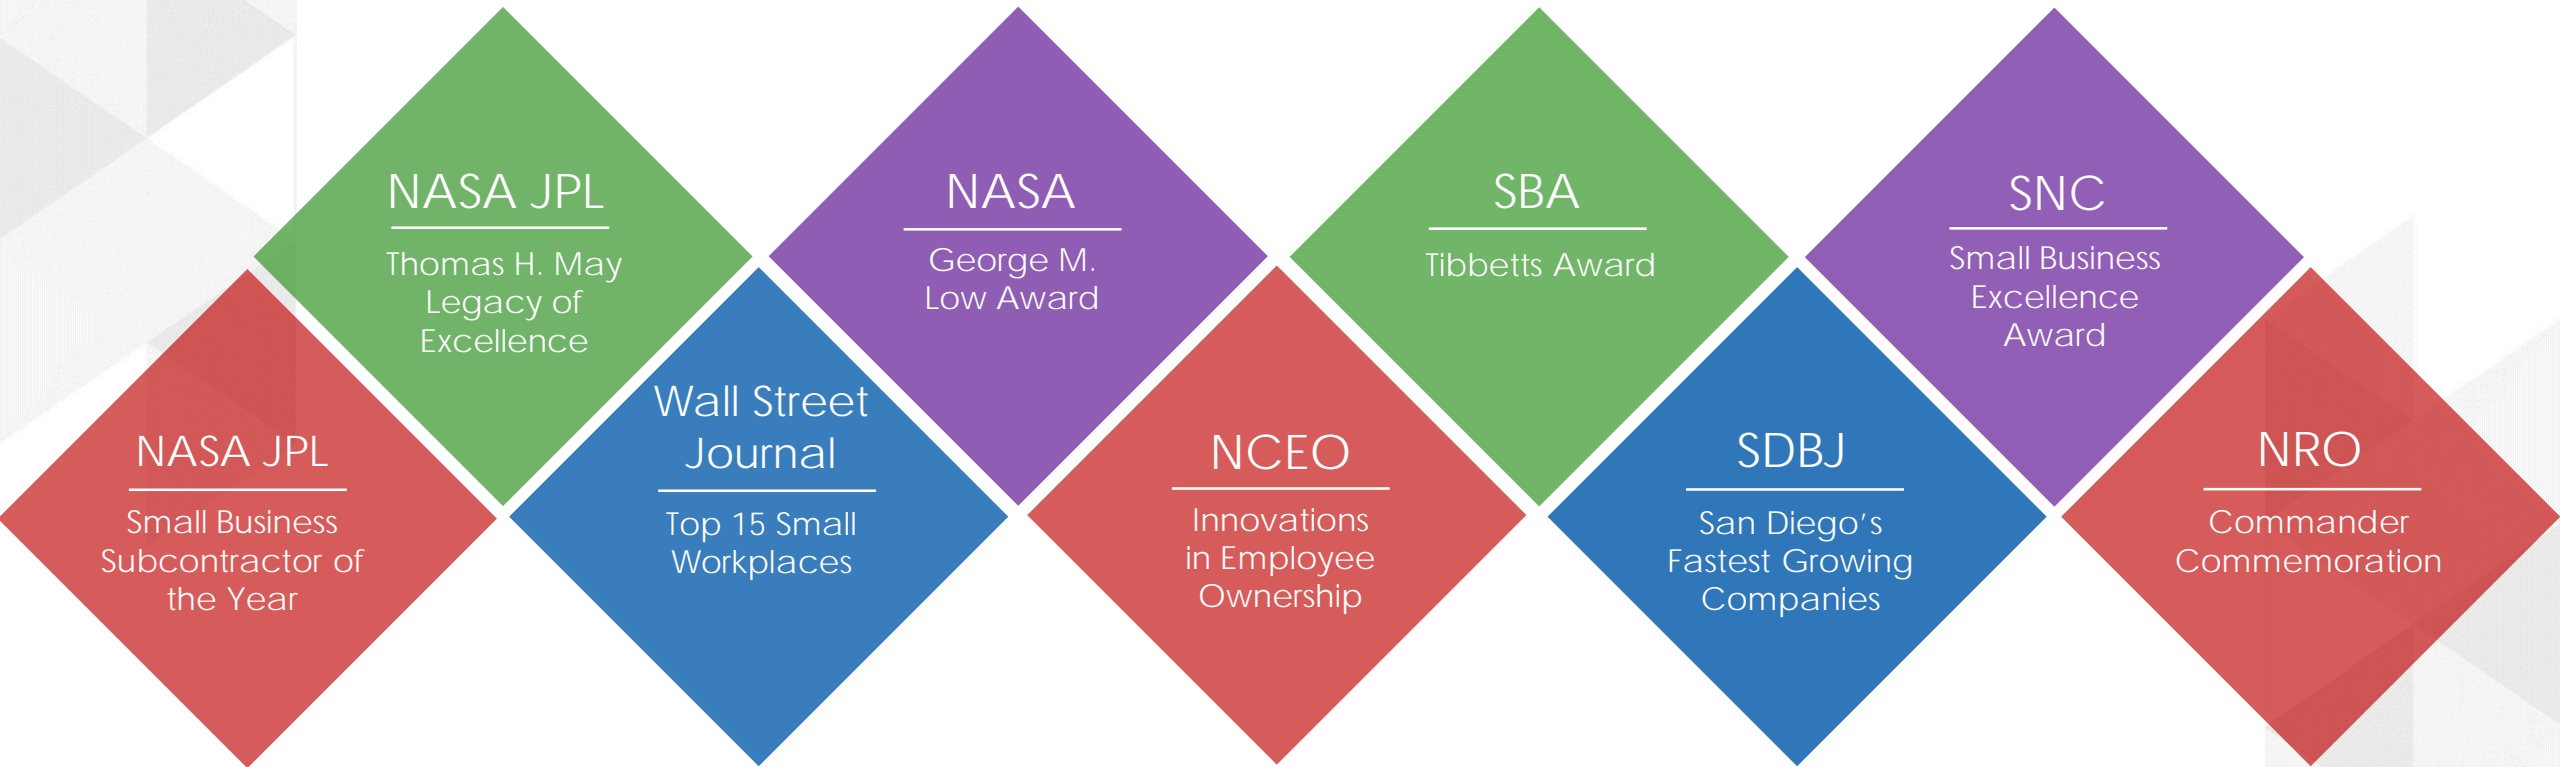 NASA JPL
Thomas H. May
Legacy of
Excellence
NASA
George M.
Low Award
SBA
Tibbetts Award
SNC
Small Business
Excellence
Award
NASA JPL
Small Business
Subcontractor of
the Year
Wall Street
Journal
Top 15 Small
Workplaces
NCEO
Innovations
in Employee
Ownership
SDBJ
San Diego's
Fastest Growing
Companies
NRO
Commander
Commemoration